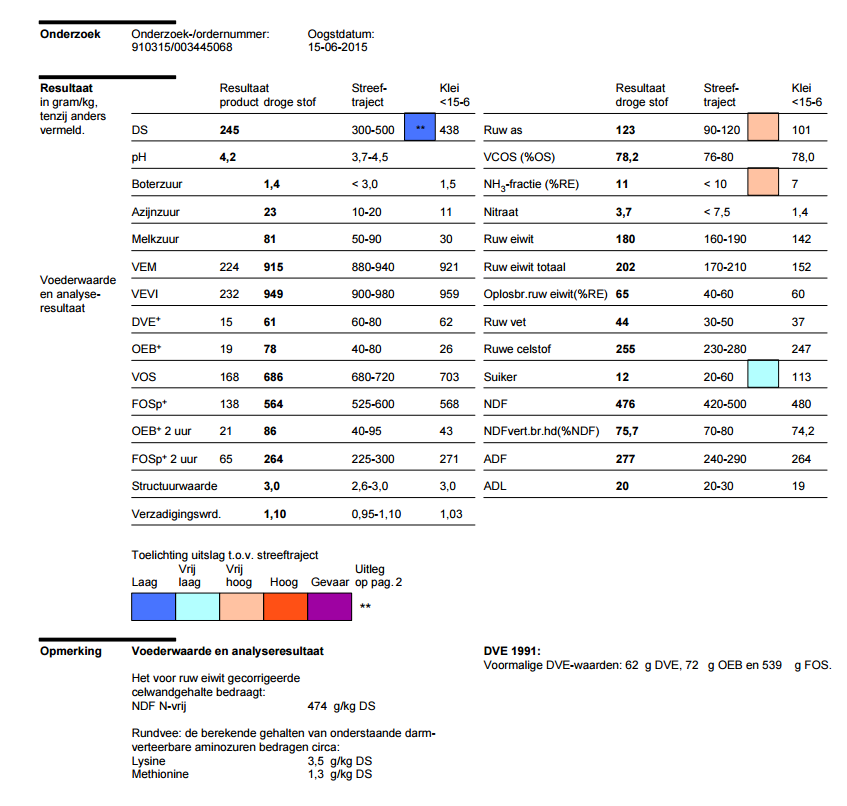 Onderzoek Onderzoek-/ordernummer: Oogstdatum:
910315/003445068 15-06-2015
Resultaat Resultaat Streef- Klei
in gram/kg, product droge stof traject <15-6
tenzij anders
vermeld.
DS 245 300-500 ** 438
pH 4,2 3,7-4,5
Boterzuur 1,4 < 3,0 1,5
Azijnzuur 23 10-20 11
Melkzuur 81 50-90 30
Voederwaarde
en analyse-
resultaat
VEM 224 915 880-940 921
VEVI 232 949 900-980 959
DVE⁺ 15 61 60-80 62
OEB⁺ 19 78 40-80 26
VOS 168 686 680-720 703
FOSp⁺ 138 564 525-600 568
OEB⁺ 2 uur 21 86 40-95 43
FOSp⁺ 2 uur 65 264 225-300 271
Structuurwaarde 3,0 2,6-3,0 3,0
Verzadigingswrd. 1,10 0,95-1,10 1,03
Resultaat Streef- Klei
droge stof traject <15-6
Ruw as 123 90-120 101
VCOS (%OS) 78,2 76-80 78,0
NH₃-fractie (%RE) 11 < 10 7
Nitraat 3,7 < 7,5 1,4
Ruw eiwit 180 160-190 142
Ruw eiwit totaal 202 170-210 152
Oplosbr.ruw eiwit(%RE) 65 40-60 60
Ruw vet 44 30-50 37
Ruwe celstof 255 230-280 247
Suiker 12 20-60 113
NDF 476 420-500 480
NDFvert.br.hd(%NDF) 75,7 70-80 74,2
ADF 277 240-290 264
ADL 20 20-30 19
Toelichting uitslag t.o.v. streeftraject
Vrij Vrij Uitleg
Laag laag hoog Hoog Gevaar op pag. 2
**
Opmerking Voederwaarde en analyseresultaat
Het voor ruw eiwit gecorrigeerde
celwandgehalte bedraagt:
NDF N-vrij 474 g/kg DS
Rundvee: de berekende gehalten van onderstaande darm-
verteerbare aminozuren bedragen circa:
Lysine 3,5 g/kg DS
Methionine 1,3 g/kg DS
DVE 1991:
Voormalige DVE-waarden: 62 g DVE, 72 g OEB en 539 g FOS.